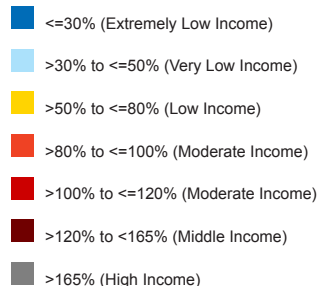 <=30% (Extremely Low Income)
>30% to <=50% (Very Low Income)
>50% to <=80% (Low Income)
>80% to <=100% (Moderate Income)
>100% to <=120% (Moderate Income)
>120% to <165% (Middle Income)
>165% (High Income)